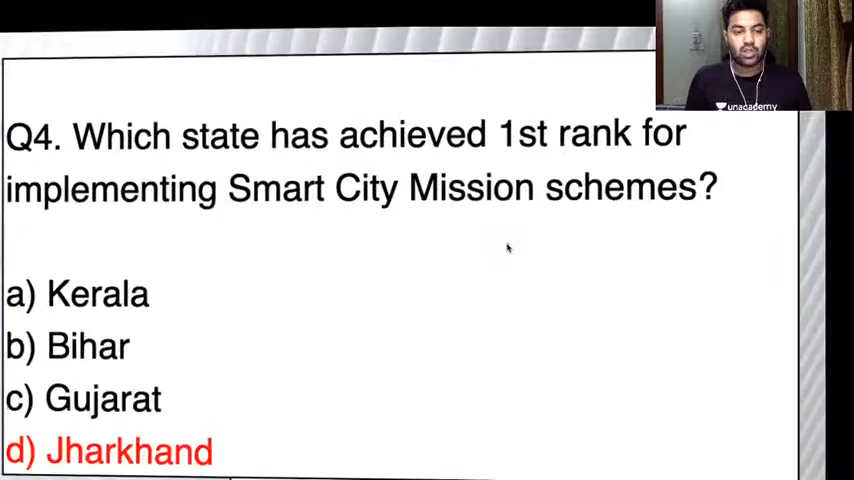 unacademy
Q4. Which state has achieved 1st rank for
implementing Smart City Mission schemes?
a) Kerala
b) Bihar
c) Gujarat
d) Jharkhand